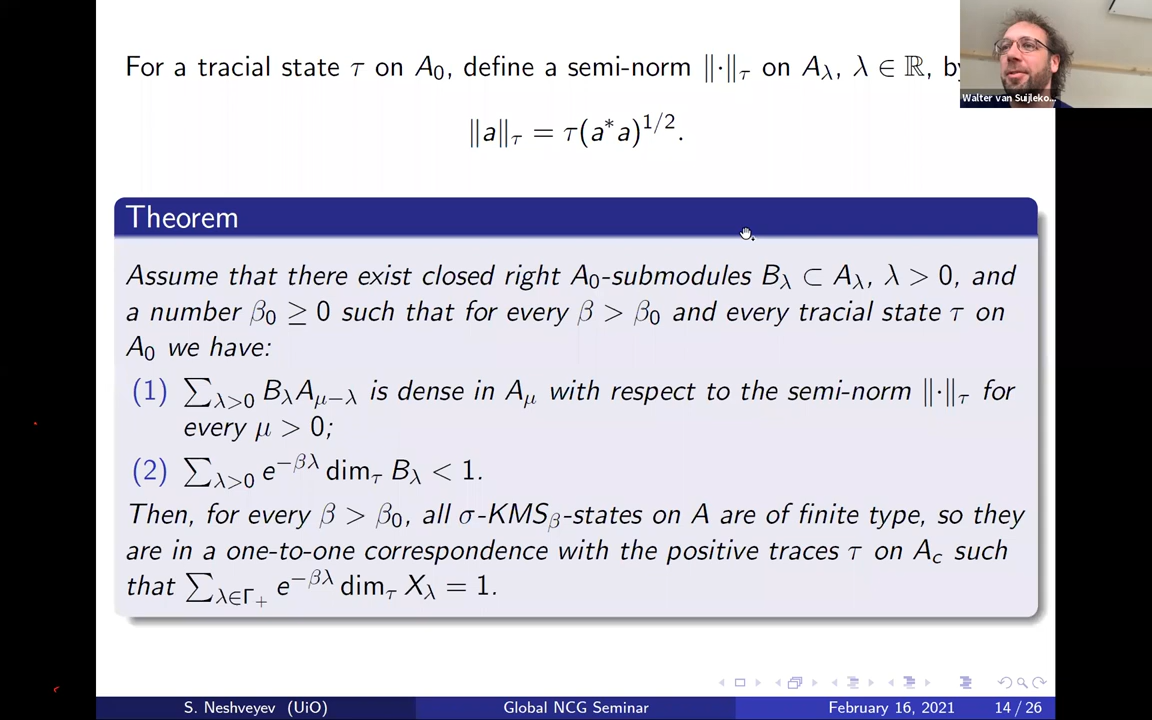 For a tracial state τ on A₀, define a semi-norm ‖·‖_τ on A_λ, λ ∈ ℝ, b
‖a‖_τ = τ(a*a)^{1/2}.
Walter van Suijleko...
Theorem
Assume that there exist closed right A₀-submodules B_λ ⊂ A_λ, λ > 0, and
a number β₀ ≥ 0 such that for every β > β₀ and every tracial state τ on
A₀ we have:
(1) ∑_{λ>0} B_λA_{μ−λ} is dense in A_μ with respect to the semi-norm ‖·‖_τ for
every μ > 0;
(2) ∑_{λ>0} e^{−βλ} dim_τ B_λ < 1.
Then, for every β > β₀, all σ-KMS_β-states on A are of finite type, so they
are in a one-to-one correspondence with the positive traces τ on A_c such
that ∑_{λ∈Γ₊} e^{−βλ} dim_τ X_λ = 1.
S. Neshveyev (UiO) Global NCG Seminar February 16, 2021 14 / 26